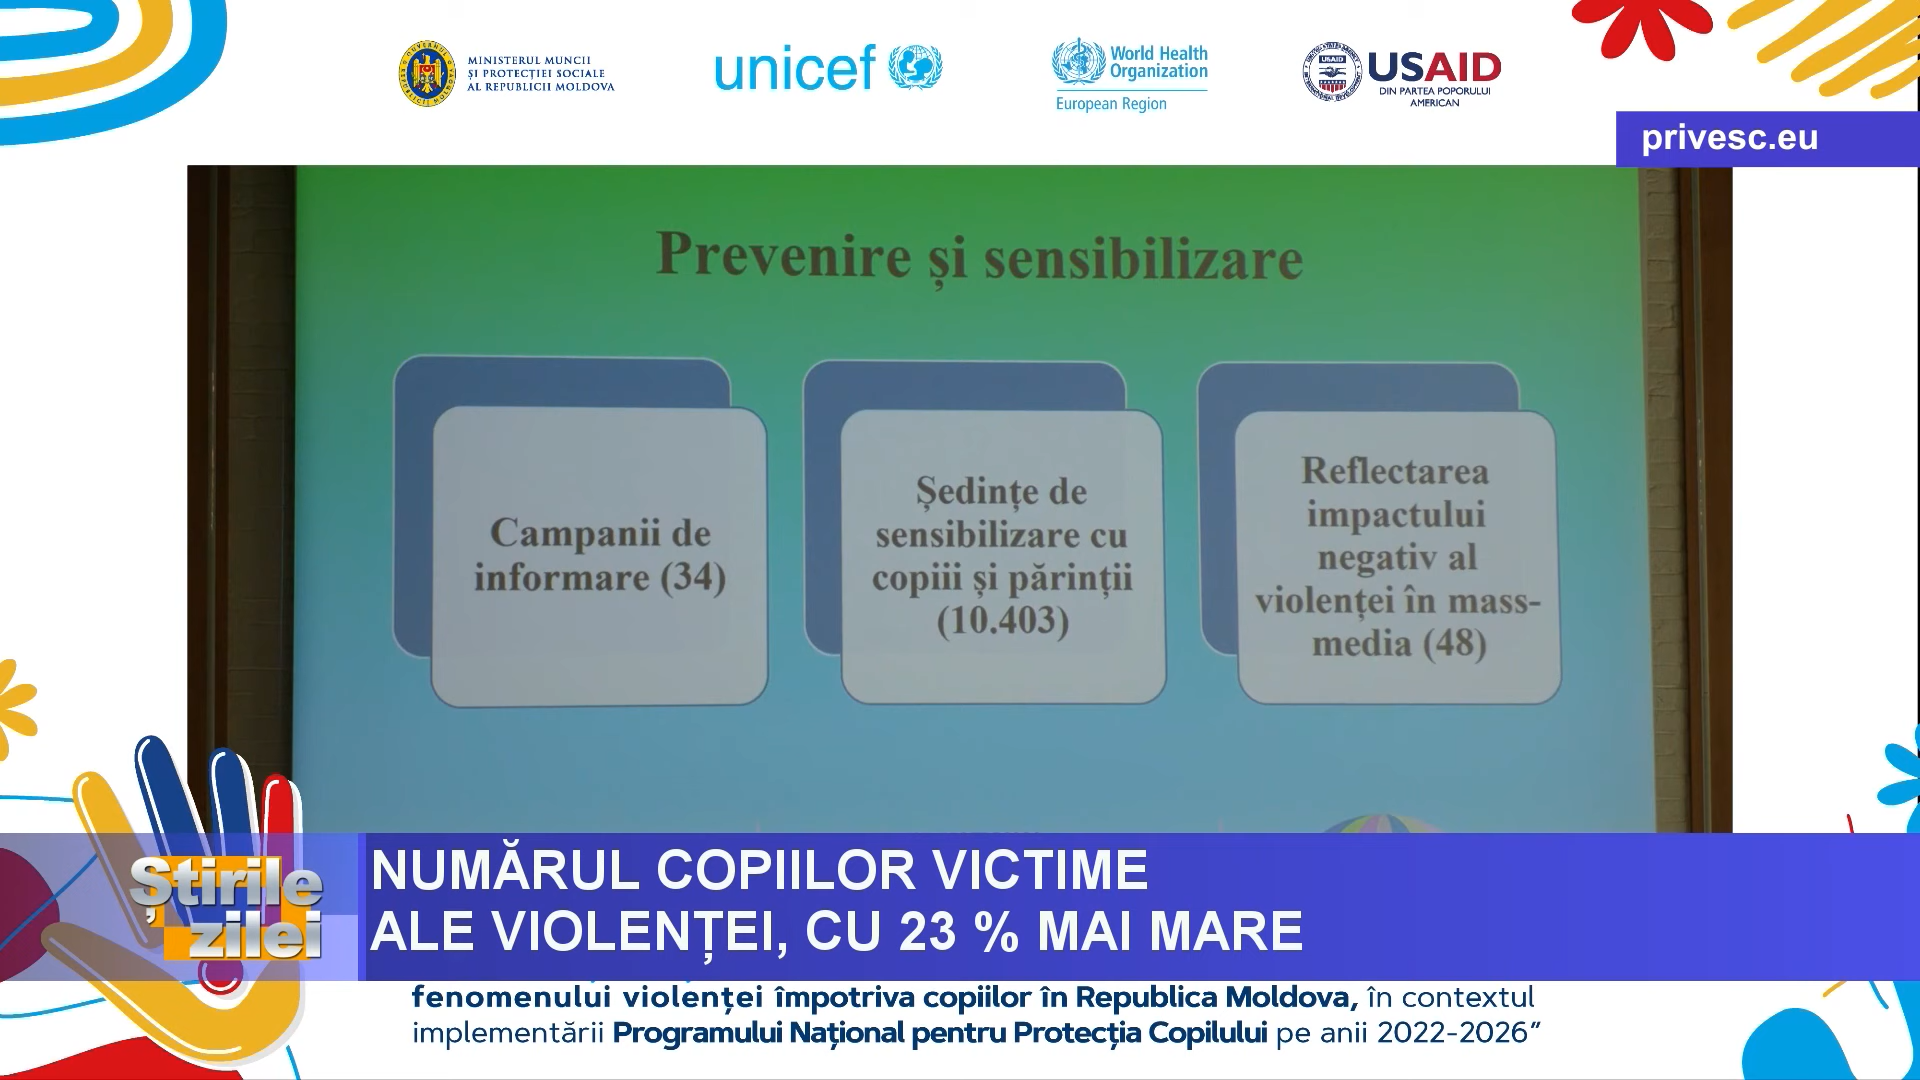 MINISTERUL MUNCII
ȘI PROTECȚIEI SOCIALE
AL REPUBLICII MOLDOVA
unicef
World Health
Organization
European Region
USAID
USAID
DIN PARTEA POPORULUI
AMERICAN
privesc.eu
Prevenire și sensibilizare
Campanii de
informare (34)
Ședințe de
sensibilizare cu
copiii și părinții
(10.403)
Reflectarea
impactului
negativ al
violenței în mass-
media (48)
Știrile
zilei
NUMĂRUL COPIILOR VICTIME
ALE VIOLENȚEI, CU 23 % MAI MARE
fenomenului violenței împotriva copiilor în Republica Moldova, în contextul
implementării Programului Național pentru Protecția Copilului pe anii 2022-2026”